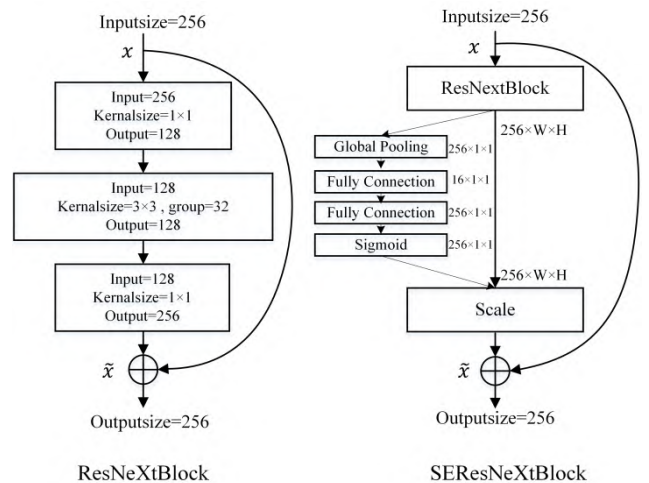 Inputsize=256
x
Input=256
Kernalsize=1×1
Output=128
Input=128
Kernalsize=3×3 , group=32
Output=128
Input=128
Kernalsize=1×1
Output=256
x̃
Outputsize=256
ResNeXtBlock
Inputsize=256
x
ResNextBlock
256×W×H
Global Pooling
256×1×1
Fully Connection
16×1×1
Fully Connection
256×1×1
Sigmoid
256×1×1
256×W×H
Scale
x̃
Outputsize=256
SEResNeXtBlock